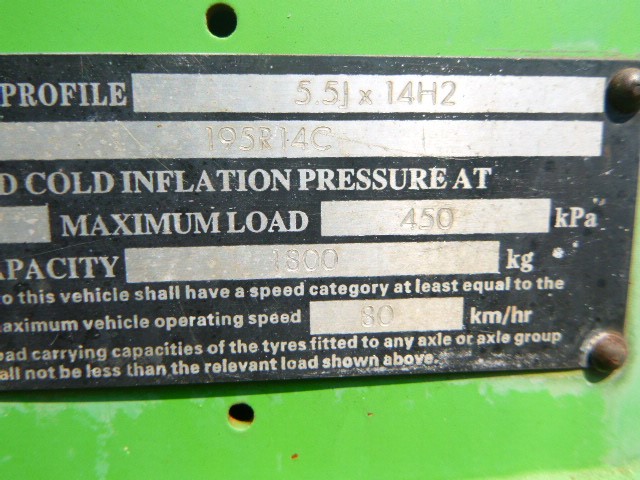 PROFILE 5.5J x 14H2
195R14C
D COLD INFLATION PRESSURE AT
MAXIMUM LOAD 450 kPa
APACITY 1800 kg
to this vehicle shall have a speed category at least equal to the
aximum vehicle operating speed 80 km/hr
oad carrying capacities of the tyres fitted to any axle or axle group
all not be less than the relevant load shown above.